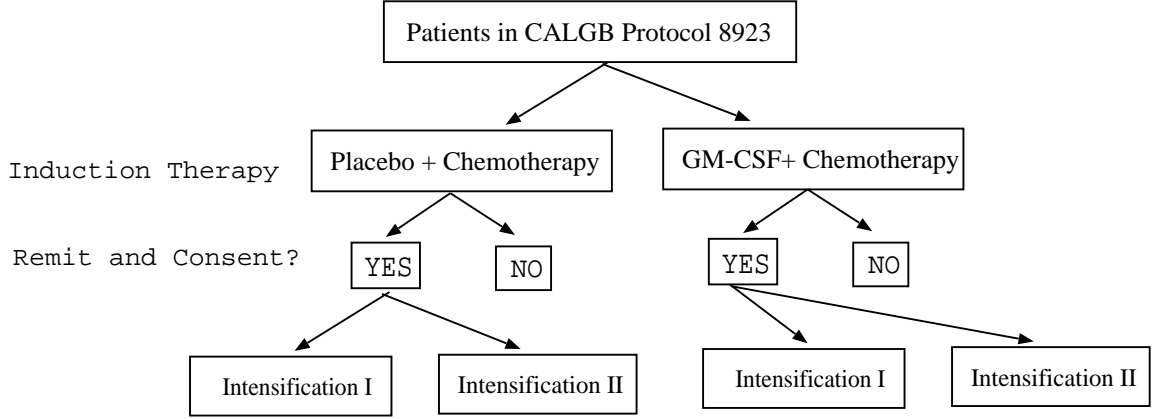 Patients in CALGB Protocol 8923
Induction Therapy
Placebo + Chemotherapy
GM-CSF+ Chemotherapy
Remit and Consent?
YES
NO
YES
NO
Intensification I
Intensification II
Intensification I
Intensification II